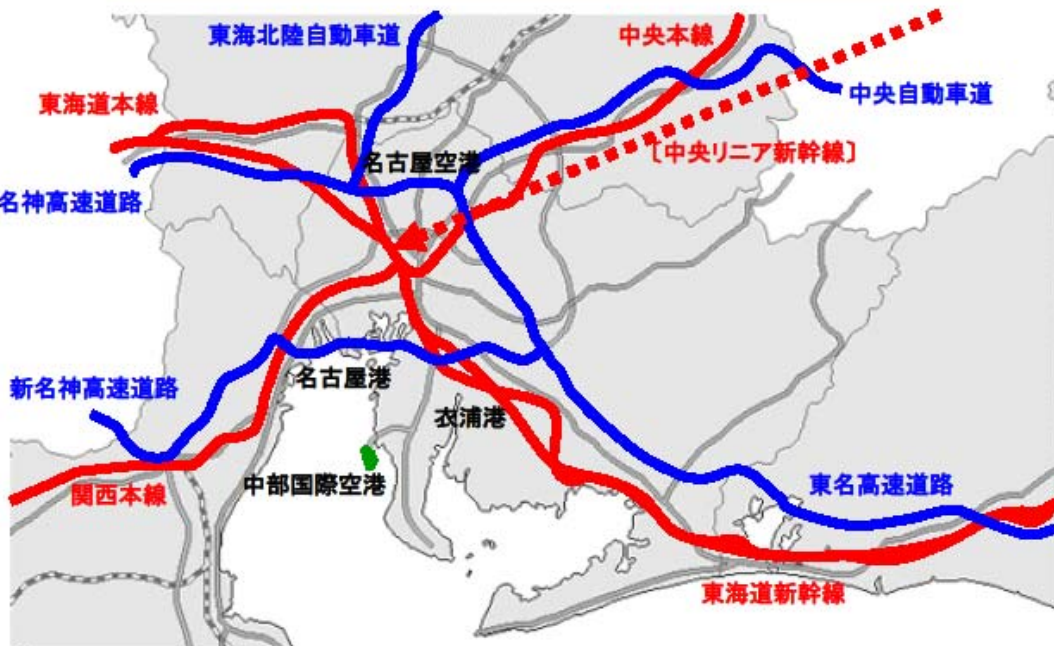 東海北陸自動車道
中央本線
東海道本線
中央自動車道
名古屋空港
〔中央リニア新幹線〕
名神高速道路
名古屋港
新名神高速道路
衣浦港
中部国際空港
関西本線
東名高速道路
東海道新幹線